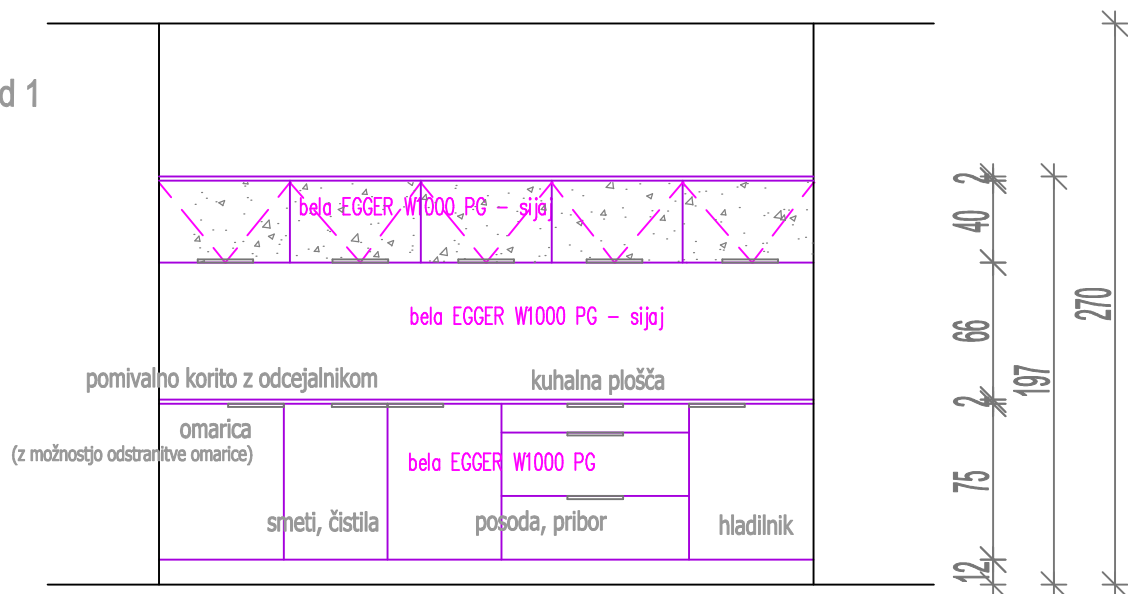 d 1
bela EGGER W1000 PG – sijaj
bela EGGER W1000 PG – sijaj
pomivalno korito z odcejalnikom
kuhalna plošča
omarica
(z možnostjo odstranitve omarice)
bela EGGER W1000 PG
smeti, čistila
posoda, pribor
hladilnik
2
40
66
2
75
12
197
270